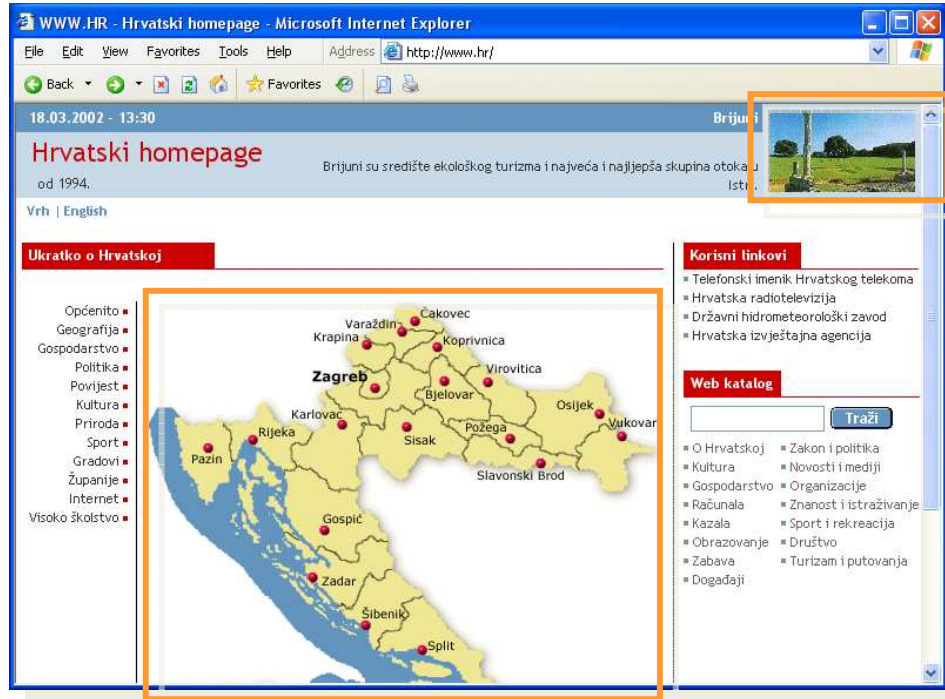 WWW.HR - Hrvatski homepage - Microsoft Internet Explorer
File Edit View Favorites Tools Help Address http://www.hr/
Back Favorites
18.03.2002 - 13:30 Brijuni
Hrvatski homepage
od 1994.
Brijuni su središte ekološkog turizma i najveća i najljepša skupina otoka u
Istri.
Vrh | English
Ukratko o Hrvatskoj
Općenito
Geografija
Gospodarstvo
Politika
Povijest
Kultura
Priroda
Sport
Gradovi
Županije
Internet
Visoko školstvo
Čakovec
Varaždin
Krapina
Koprivnica
Virovitica
Zagreb
Bjelovar
Osijek
Karlovac
Vukovar
Rijeka
Sisak
Požega
Pazin
Slavonski Brod
Gospić
Zadar
Šibenik
Split
Korisni linkovi
Telefonski imenik Hrvatskog telekoma
Hrvatska radiotelevizija
Državni hidrometeorološki zavod
Hrvatska izvještajna agencija
Web katalog
Traži
O Hrvatskoj Zakon i politika
Kultura Novosti i mediji
Gospodarstvo Organizacije
Računala Znanost i istraživanje
Kazala Sport i rekreacija
Obrazovanje Društvo
Zabava Turizam i putovanja
Događaji